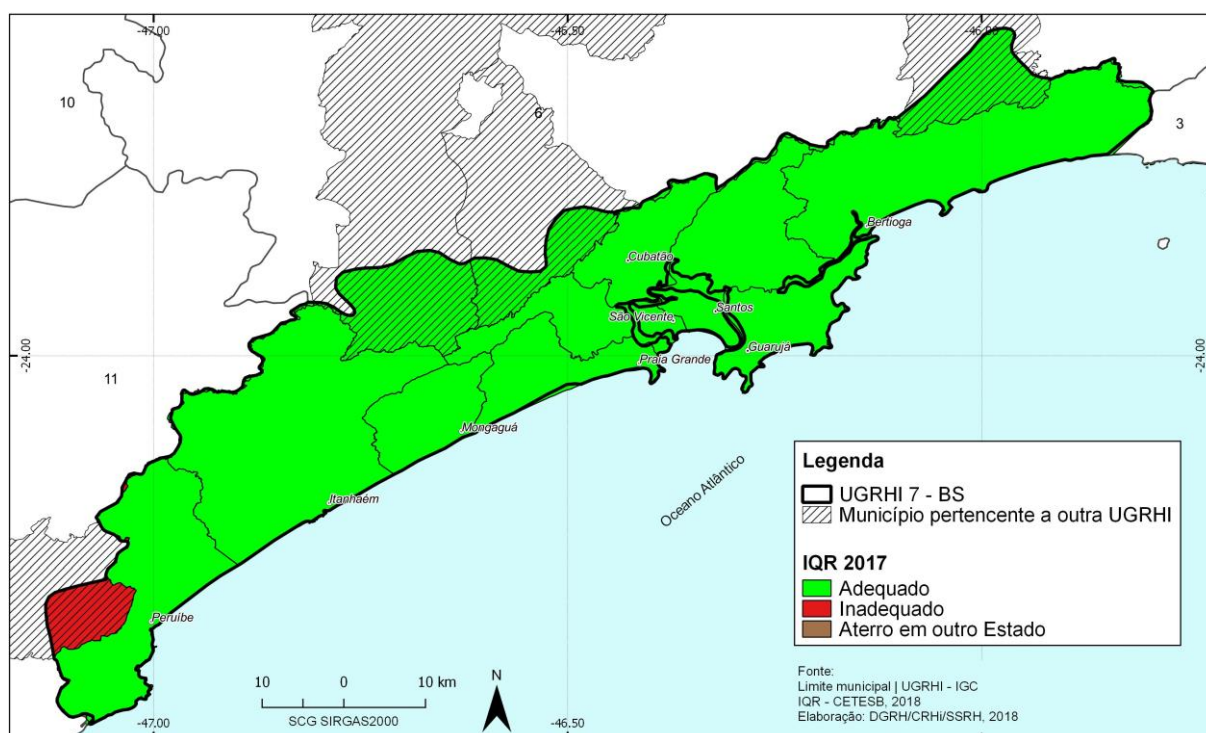 -47.00
-46.50
-46.00
10
6
3
Bertioga
Cubatão
Santos
São Vicente
Guarujá
-24.00
Praia Grande
-24.00
11
Mongaguá
Oceano Atlântico
Itanhaém
Peruíbe
Legenda
UGRHI 7 - BS
Município pertencente a outra UGRHI
IQR 2017
Adequado
Inadequado
Aterro em outro Estado
10 0 10 km
N
SCG SIRGAS2000
-47.00
-46.50
Fonte:
Limite municipal | UGRHI - IGC
IQR - CETESB, 2018
Elaboração: DGRH/CRHi/SSRH, 2018